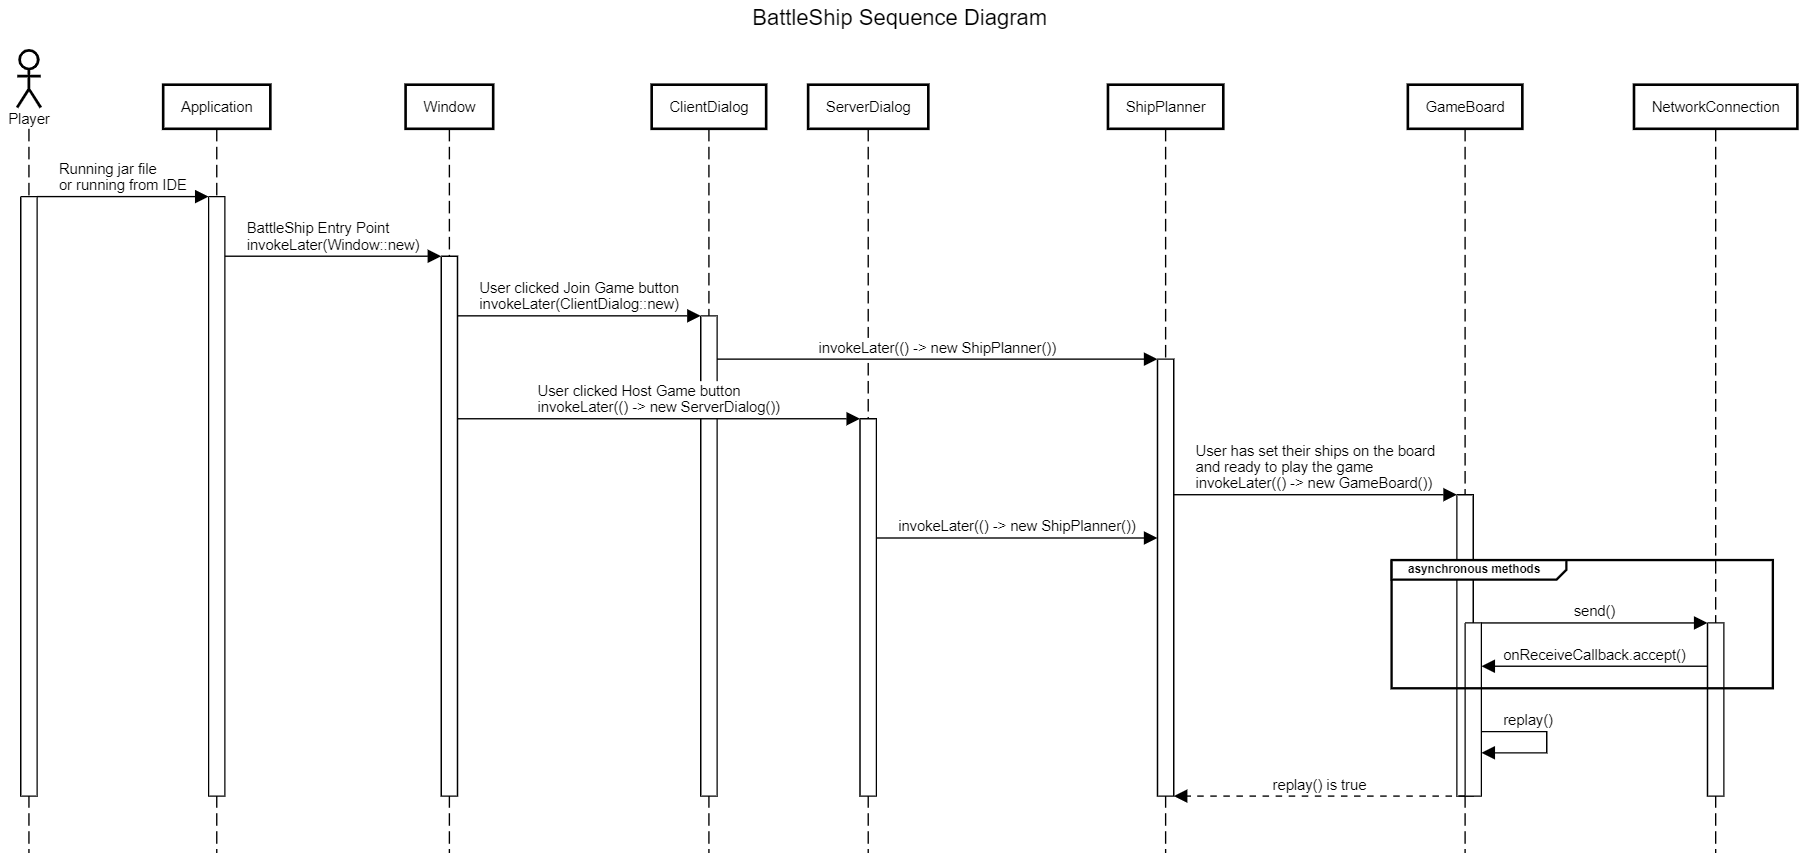 BattleShip Sequence Diagram
Player
Application
Window
ClientDialog
ServerDialog
ShipPlanner
GameBoard
NetworkConnection
Running jar file
or running from IDE
BattleShip Entry Point
invokeLater(Window::new)
User clicked Join Game button
invokeLater(ClientDialog::new)
invokeLater(() -> new ShipPlanner())
User clicked Host Game button
invokeLater(() -> new ServerDialog())
User has set their ships on the board
and ready to play the game
invokeLater(() -> new GameBoard())
invokeLater(() -> new ShipPlanner())
asynchronous methods
send()
onReceiveCallback.accept()
replay()
replay() is true